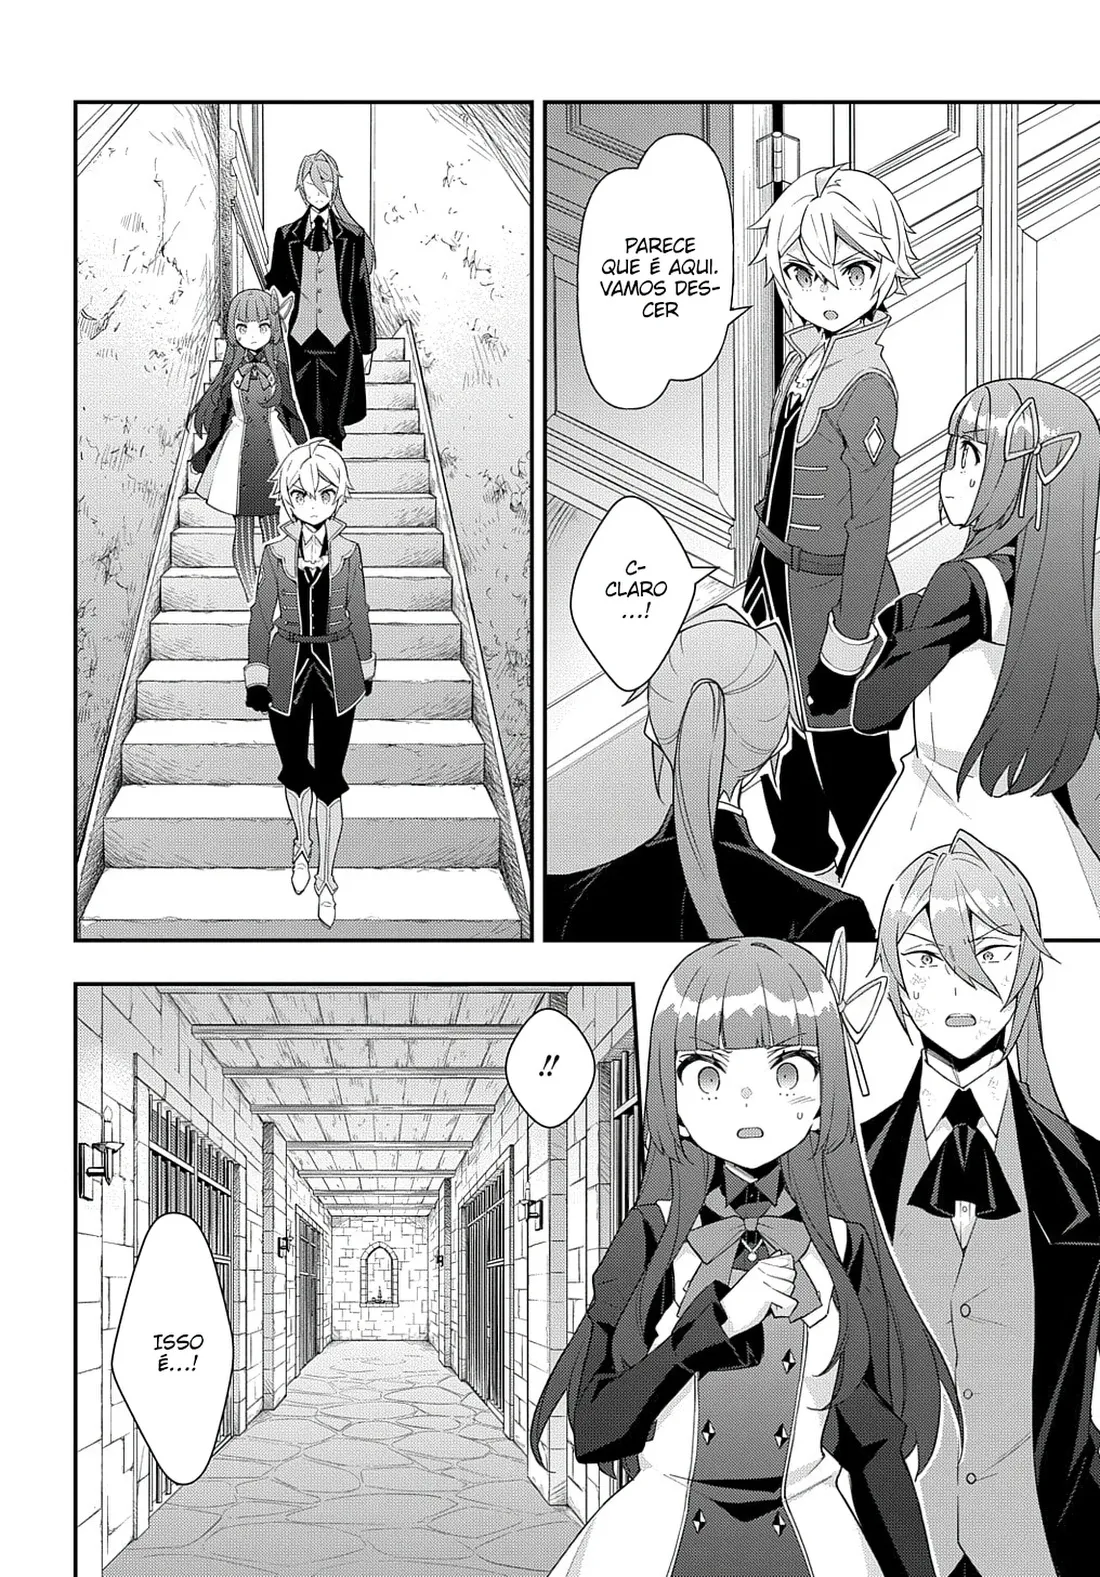 PARECE
QUE É AQUI.
VAMOS DES-
CER
C-
CLARO
...!
!!
ISSO
É...!